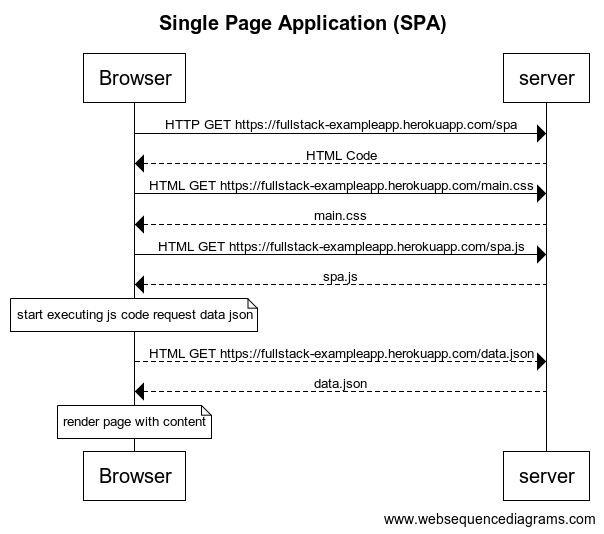 Single Page Application (SPA)
Browser
server
HTTP GET https://fullstack-exampleapp.herokuapp.com/spa
HTML Code
HTML GET https://fullstack-exampleapp.herokuapp.com/main.css
main.css
HTML GET https://fullstack-exampleapp.herokuapp.com/spa.js
spa.js
start executing js code request data json
HTML GET https://fullstack-exampleapp.herokuapp.com/data.json
data.json
render page with content
Browser
server
www.websequencediagrams.com